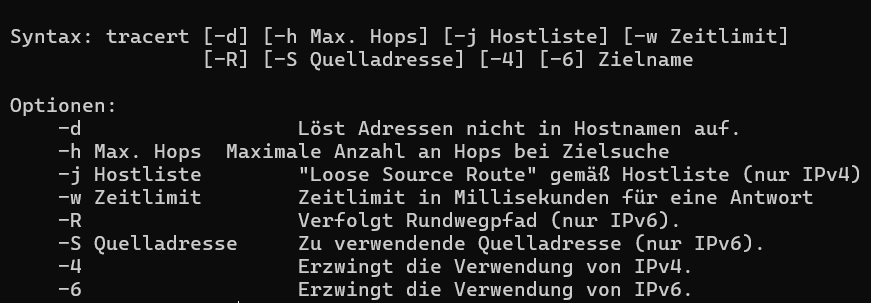 Syntax: tracert [-d] [-h Max. Hops] [-j Hostliste] [-w Zeitlimit]
[-R] [-S Quelladresse] [-4] [-6] Zielname
Optionen:
-d Löst Adressen nicht in Hostnamen auf.
-h Max. Hops Maximale Anzahl an Hops bei Zielsuche
-j Hostliste "Loose Source Route" gemäß Hostliste (nur IPv4)
-w Zeitlimit Zeitlimit in Millisekunden für eine Antwort
-R Verfolgt Rundwegpfad (nur IPv6).
-S Quelladresse Zu verwendende Quelladresse (nur IPv6).
-4 Erzwingt die Verwendung von IPv4.
-6 Erzwingt die Verwendung von IPv6.